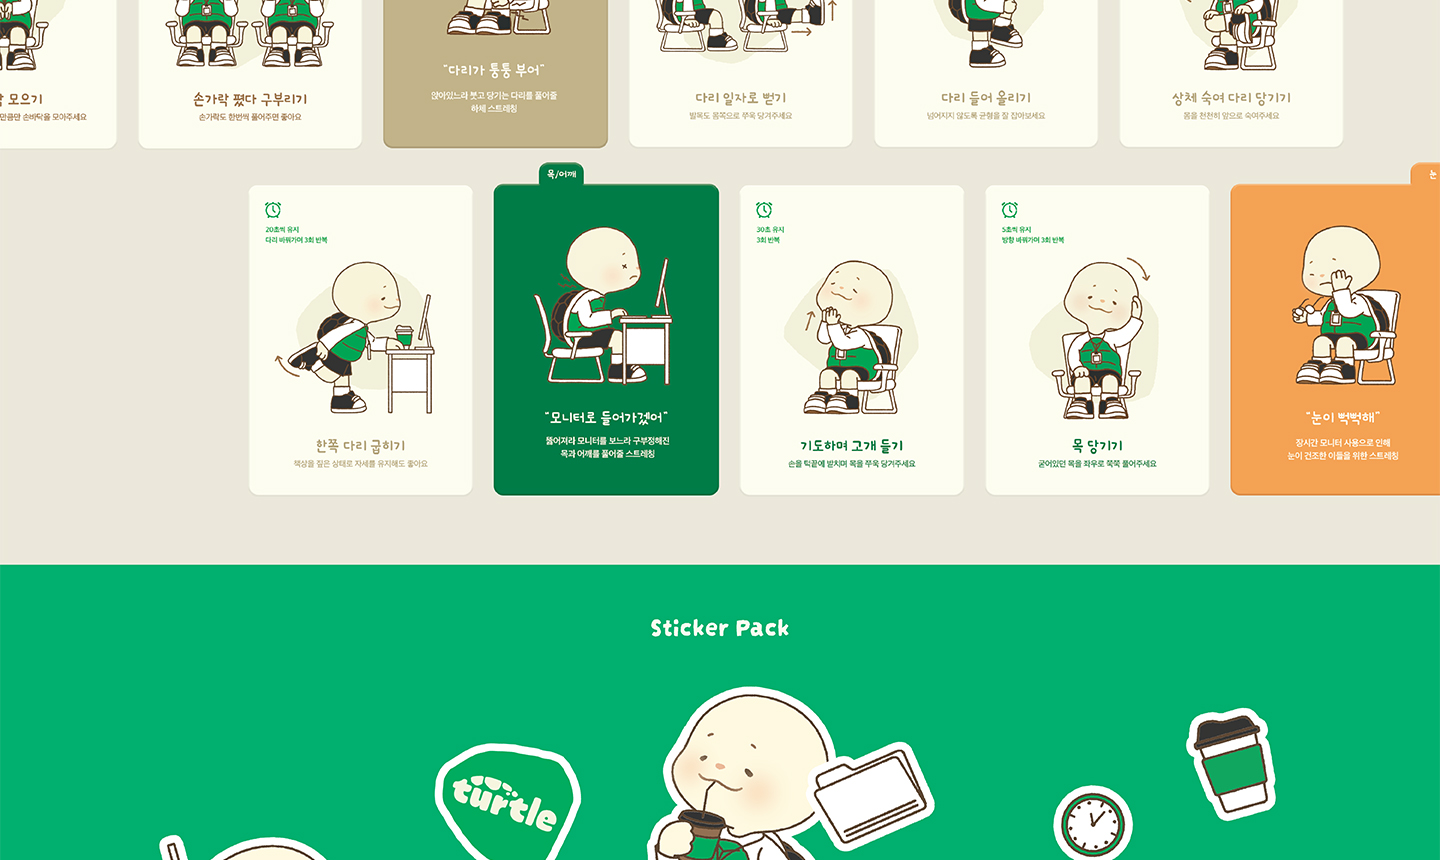 모으기
만큼만 손바닥을 모아주세요
손가락 폈다 구부리기
손가락도 한번씩 풀어주면 좋아요
"다리가 퉁퉁 부어"
앉아있느라 붓고 당기는 다리를 풀어줄
하체 스트레칭
다리 일자로 뻗기
발목도 몸쪽으로 쭈욱 당겨주세요
다리 들어 올리기
넘어지지 않도록 균형을 잘 잡아보세요
상체 숙여 다리 당기기
몸을 천천히 앞으로 숙여주세요
20초씩 유지
다리 바꿔가며 3회 반복
한쪽 다리 굽히기
책상을 짚은 상태로 자세를 유지해도 좋아요
목/어깨
"모니터로 들어가겠어"
뚫어져라 모니터를 보느라 구부정해진
목과 어깨를 풀어줄 스트레칭
30초 유지
3회 반복
기도하며 고개 들기
손을 턱끝에 받치며 목을 쭈욱 당겨주세요
5초씩 유지
방향 바꿔가며 3회 반복
목 당기기
굳어있던 목을 좌우로 쭉쭉 풀어주세요
눈
"눈이 뻑뻑해"
장시간 모니터 사용으로 인해
눈이 건조한 이들을 위한 스트레칭
Sticker Pack
turtle